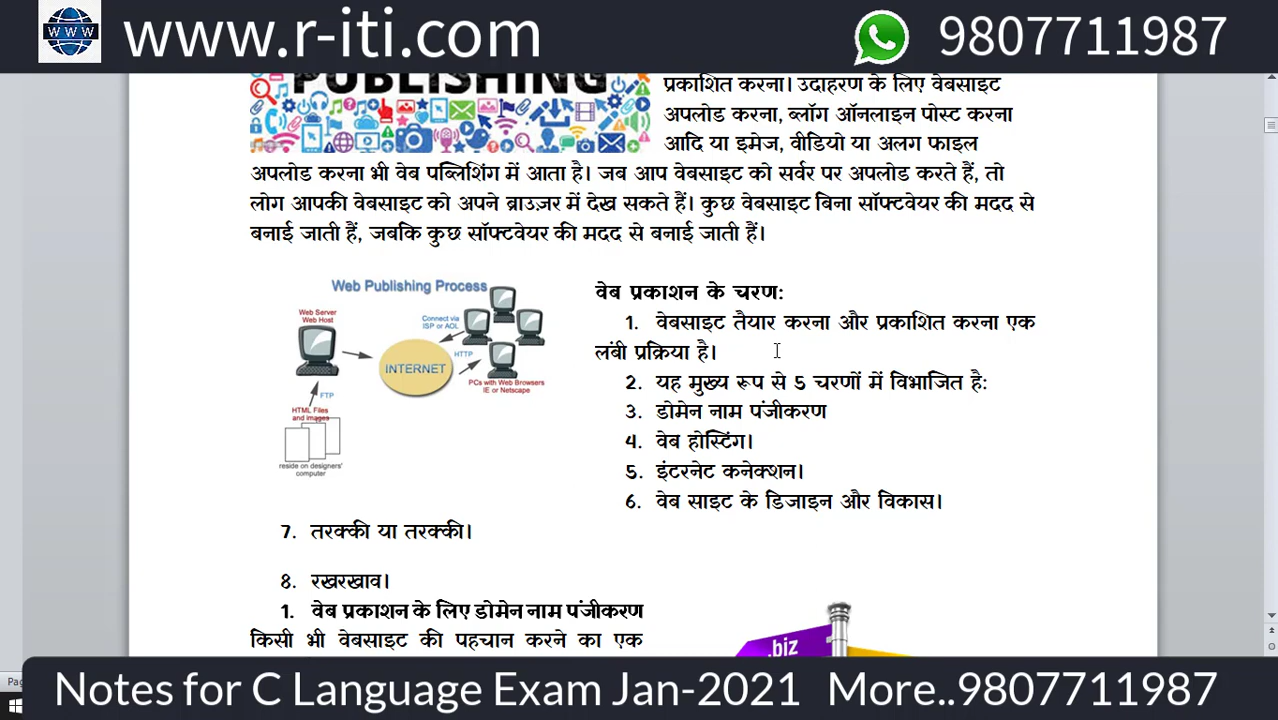 WWW
www.r-iti.com
9807711987
PUBLISHING
प्रकाशित करना। उदाहरण के लिए वेबसाइट
अपलोड करना, ब्लॉग ऑनलाइन पोस्ट करना
आदि या इमेज, वीडियो या अलग फाइल
अपलोड करना भी वेब पब्लिशिंग में आता है। जब आप वेबसाइट को सर्वर पर अपलोड करते हैं, तो
लोग आपकी वेबसाइट को अपने ब्राउज़र में देख सकते हैं। कुछ वेबसाइट बिना सॉफ्टवेयर की मदद से
बनाई जाती हैं, जबकि कुछ सॉफ्टवेयर की मदद से बनाई जाती हैं।
Web Publishing Process
Web Server
Web Host
Connect via
ISP or AOL
INTERNET
HTTP
PCs with Web Browsers
IE or Netscape
FTP
HTML Files
and images
reside on designers'
computer
वेब प्रकाशन के चरण:
1. वेबसाइट तैयार करना और प्रकाशित करना एक
लंबी प्रक्रिया है।
2. यह मुख्य रूप से 5 चरणों में विभाजित है:
3. डोमेन नाम पंजीकरण
4. वेब होस्टिंग।
5. इंटरनेट कनेक्शन।
6. वेब साइट के डिजाइन और विकास।
7. तरक्की या तरक्की।
8. रखरखाव।
1. वेब प्रकाशन के लिए डोमेन नाम पंजीकरण
किसी भी वेबसाइट की पहचान करने का एक
.biz
Notes for C Language Exam Jan-2021 More..9807711987